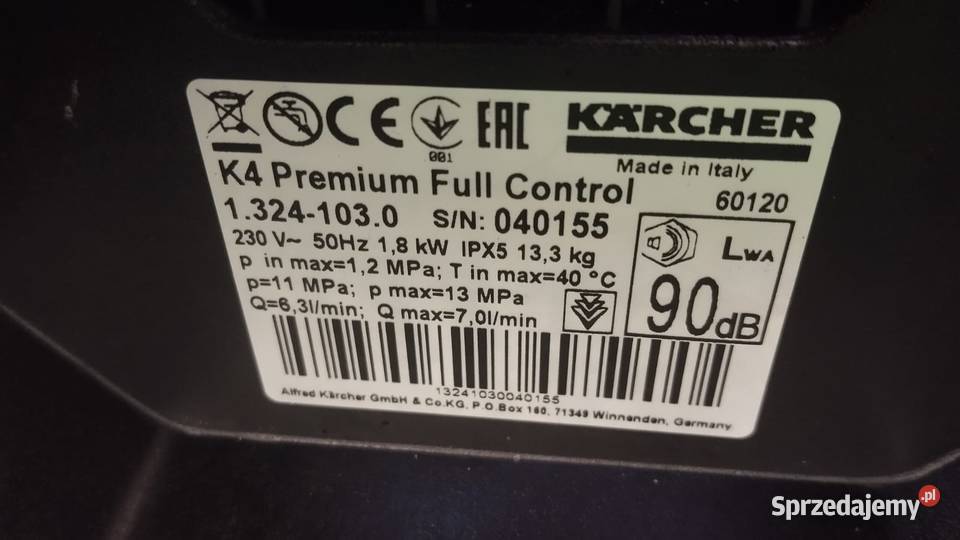 CE 001 EAC KÄRCHER
Made in Italy
K4 Premium Full Control 60120
1.324-103.0 S/N: 040155
230 V~ 50Hz 1,8 kW IPX5 13,3 kg
p in max=1,2 MPa; T in max=40 °C
p=11 MPa; p max=13 MPa
Q=6,3l/min; Q max=7,0l/min
LWA
90dB
13241030040155
Alfred Kärcher GmbH & Co.KG, P.O.Box 160, 71349 Winnenden, Germany
Sprzedajemy.pl